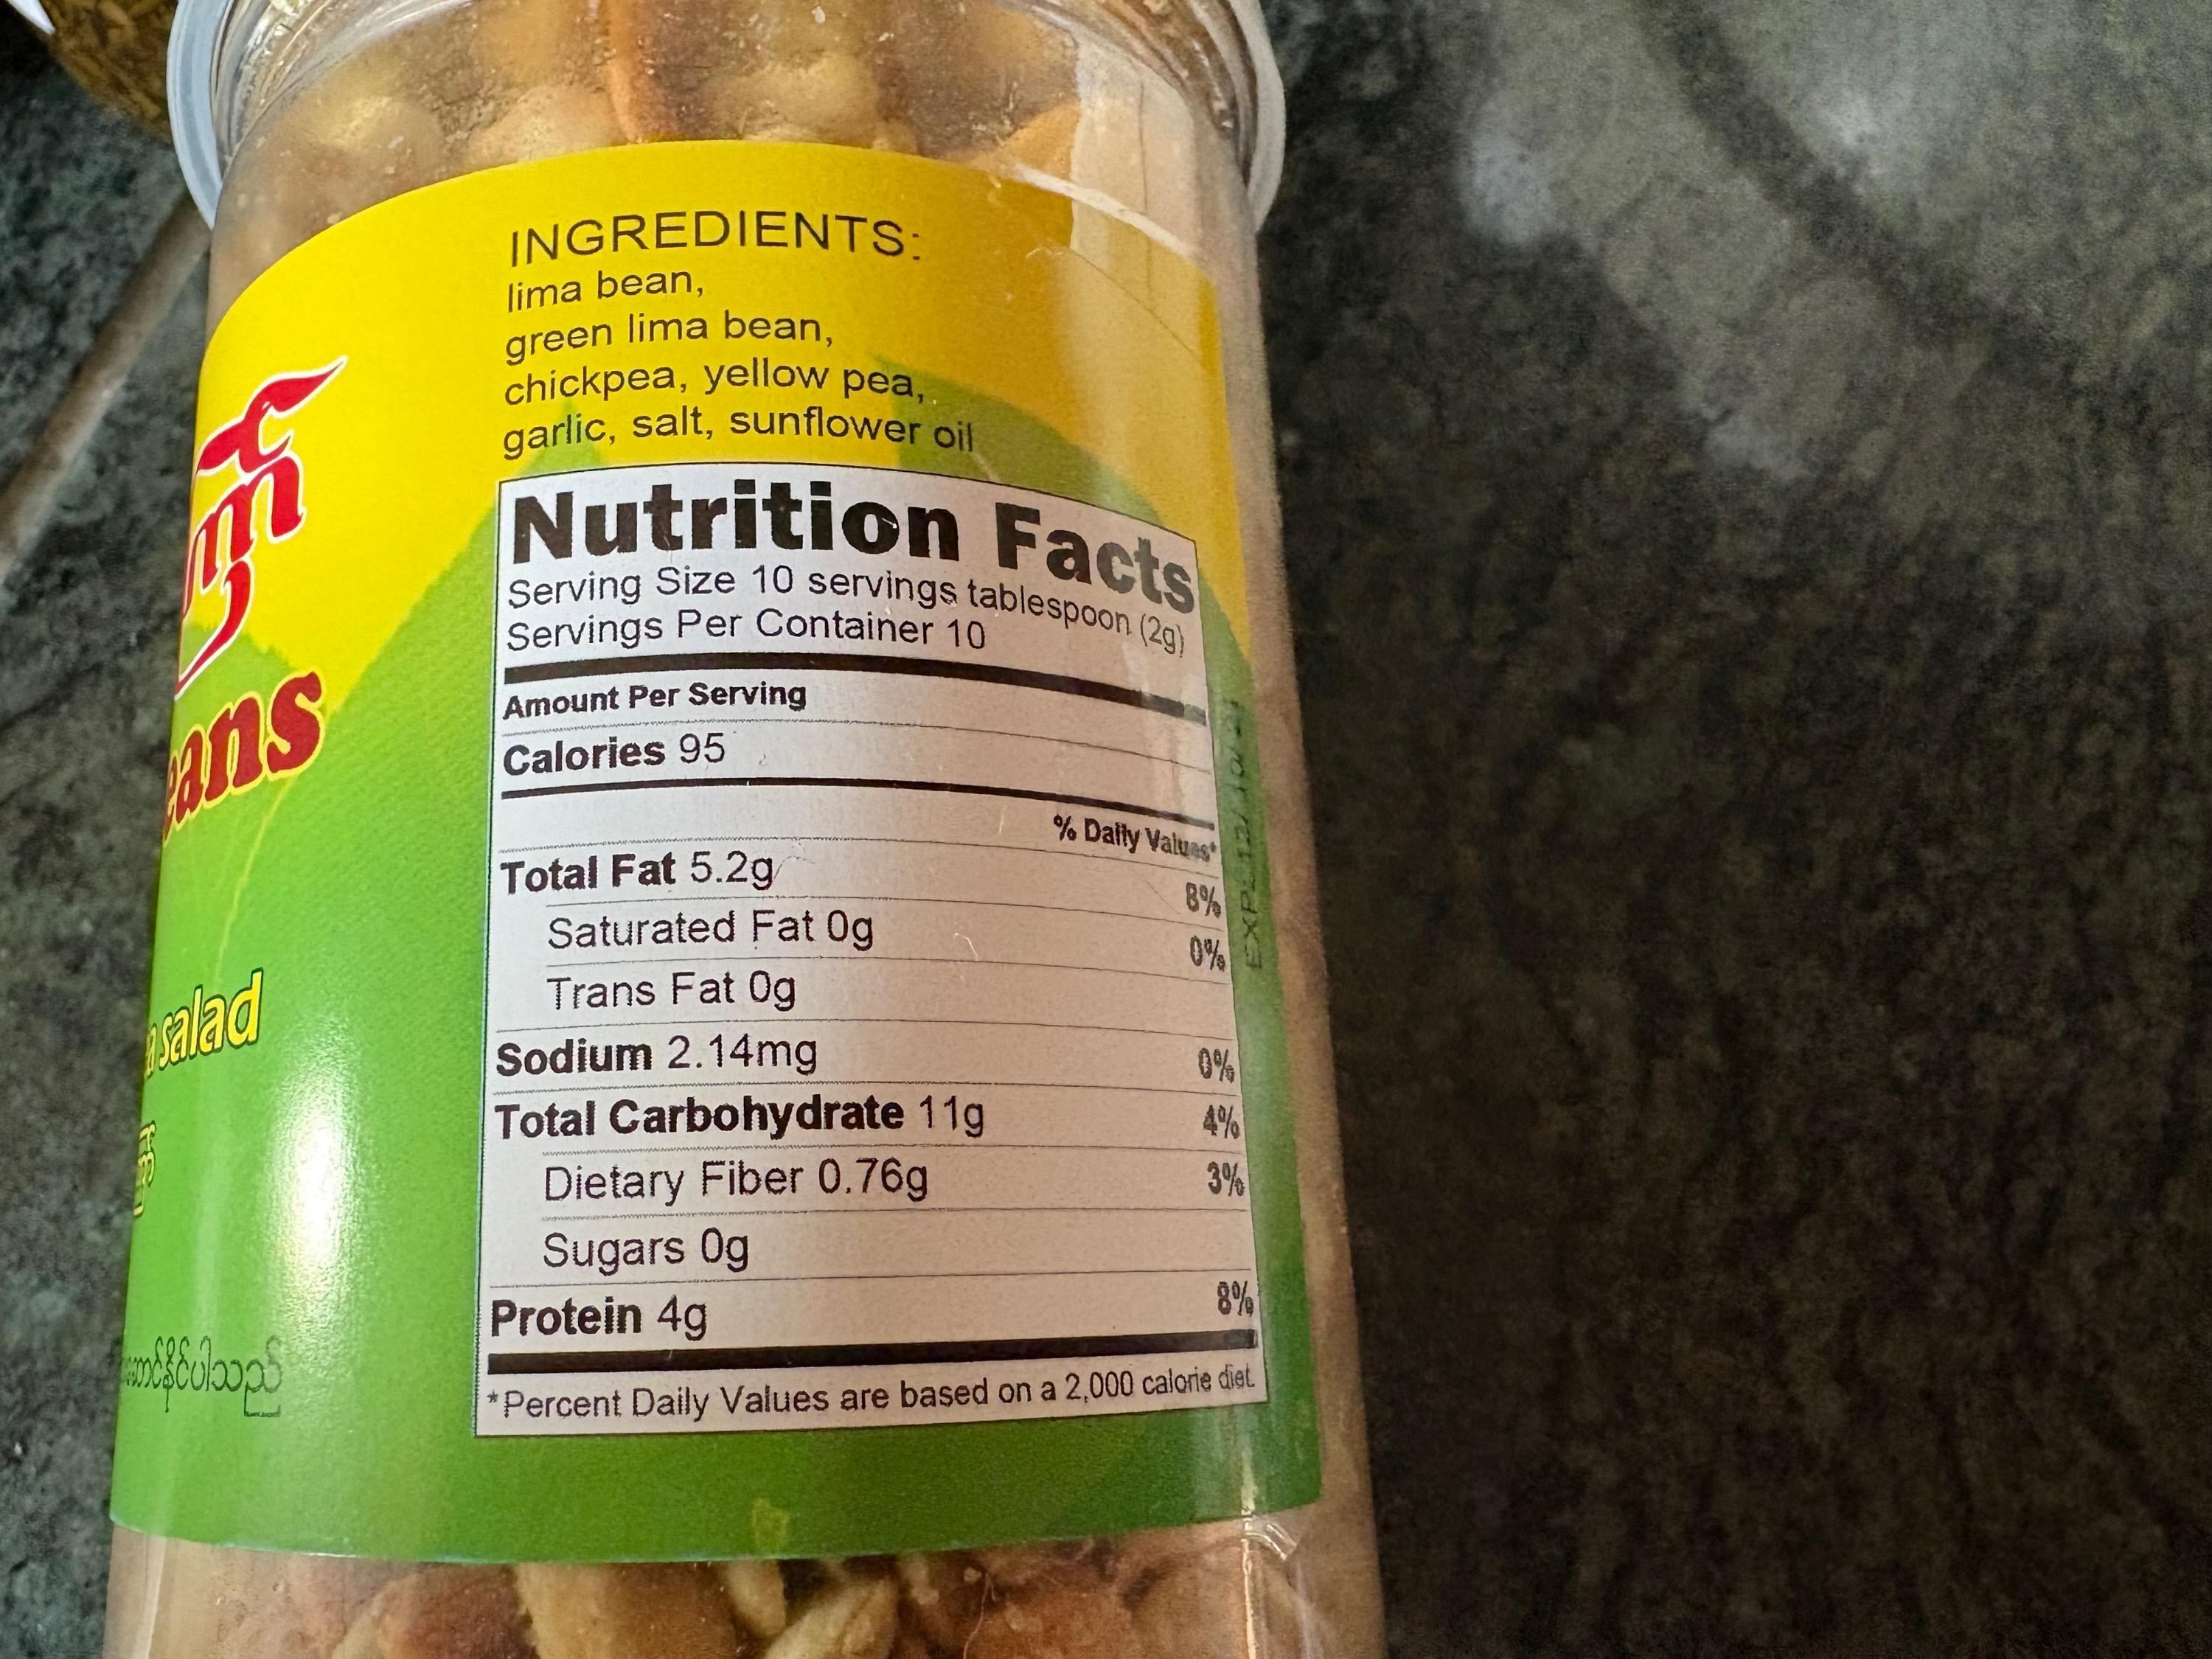 INGREDIENTS:
lima bean,
green lima bean,
chickpea, yellow pea,
garlic, salt, sunflower oil
Nutrition Facts
Serving Size 10 servings tablespoon (2g)
Servings Per Container 10
Amount Per Serving
Calories 95
% Daily Values*
Total Fat 5.2g 8%
Saturated Fat 0g 0%
Trans Fat 0g
Sodium 2.14mg 0%
Total Carbohydrate 11g 4%
Dietary Fiber 0.76g 3%
Sugars 0g
Protein 4g 8%
*Percent Daily Values are based on a 2,000 calorie diet.
salad